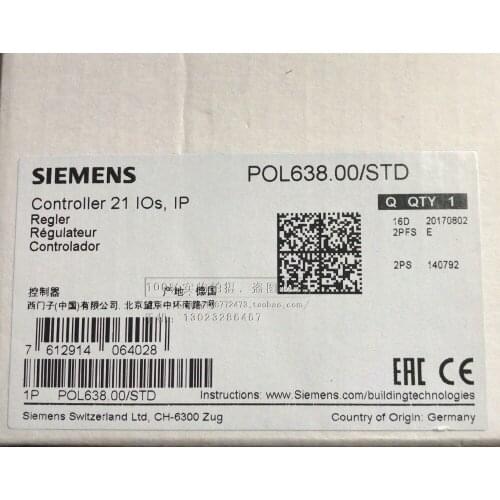 SIEMENS
POL638.00/STD
Controller 21 IOs, IP
Regler
Régulateur
Controlador
Q QTY 1
16D 20170802
2PFS E
2PS 140792
控制器 产地 德国
西门子(中国)有限公司, 北京望京中环南路7号
13023286467
7 612914 064028
EAC CE
1P POL638.00/STD
Instructions: www.Siemens.com/buildingtechnologies
Siemens Switzerland Ltd, CH-6300 Zug
Country of Origin: Germany